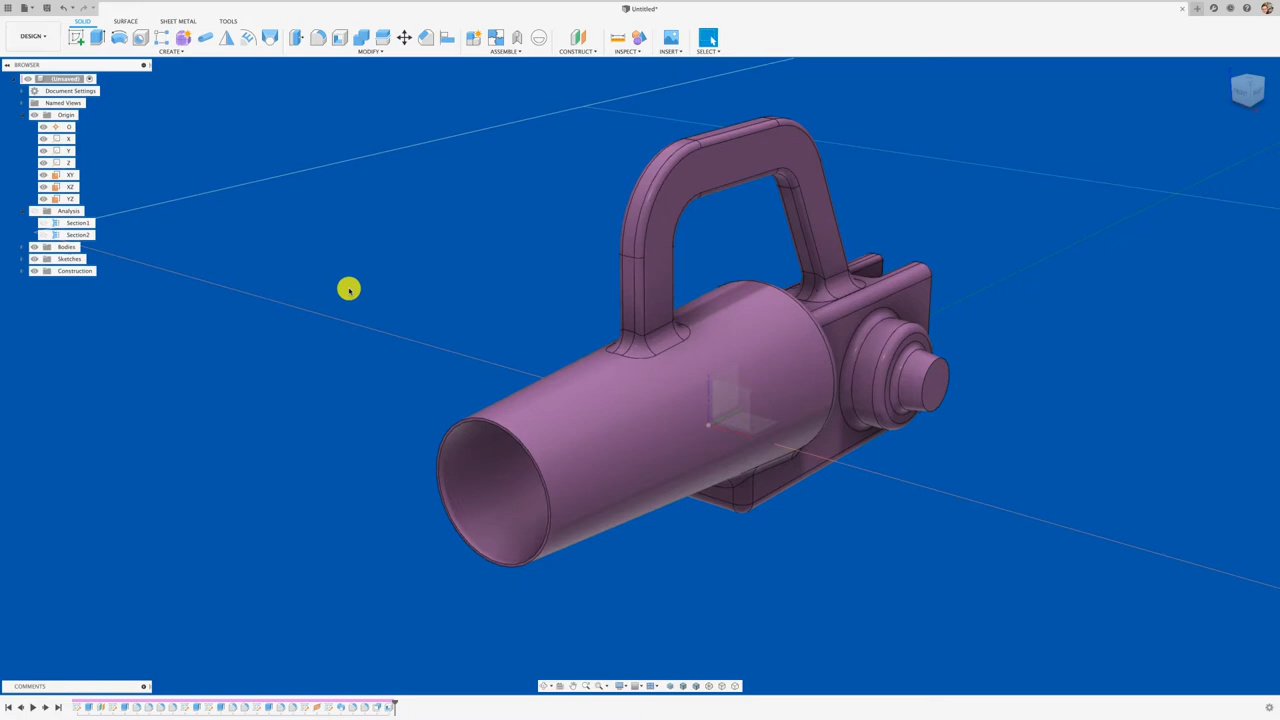 Untitled*
DESIGN
SOLID
SURFACE
SHEET METAL
TOOLS
CREATE
MODIFY
ASSEMBLE
CONSTRUCT
INSPECT
INSERT
SELECT
BROWSER
(Unsaved)
Document Settings
Named Views
Origin
O
X
Y
Z
XY
XZ
YZ
Analysis
Section1
Section2
Bodies
Sketches
Construction
COMMENTS